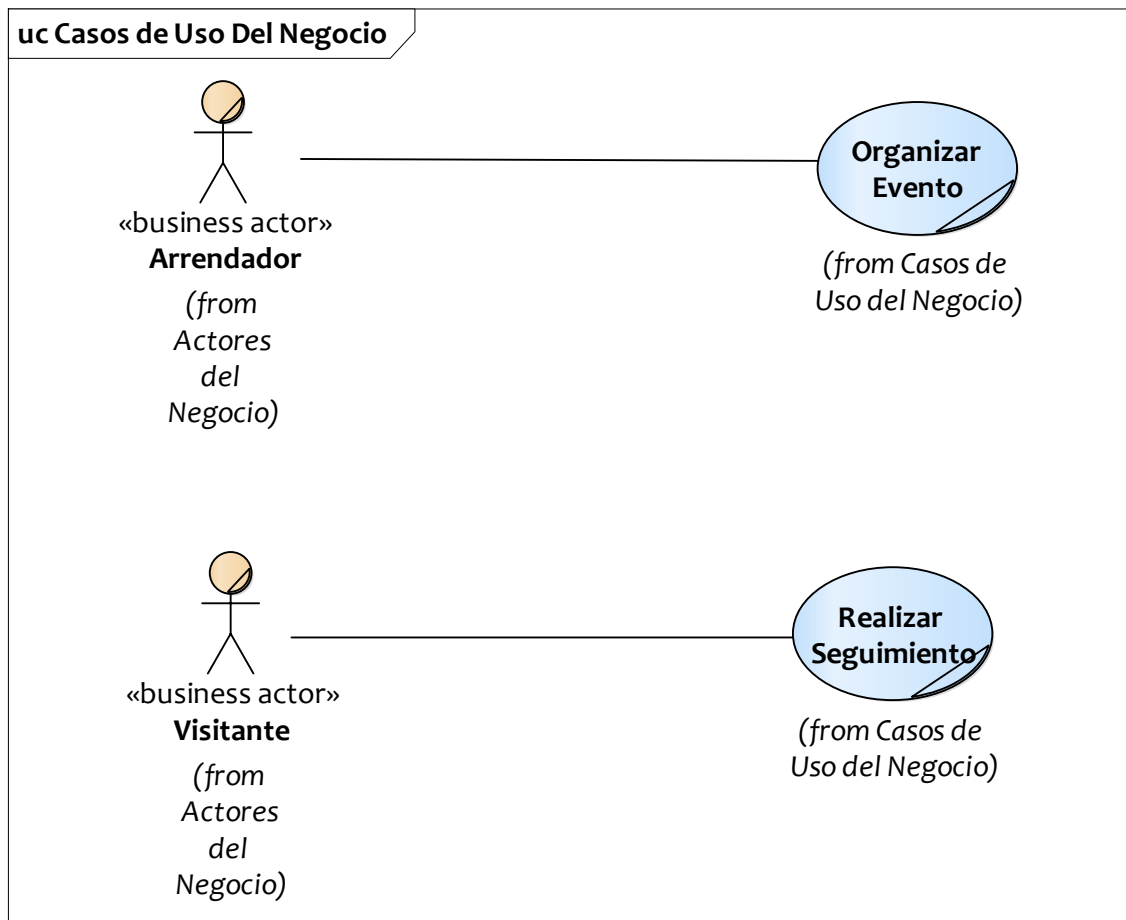 uc Casos de Uso Del Negocio
«business actor»
Arrendador
(from
Actores
del
Negocio)
Organizar
Evento
(from Casos de
Uso del Negocio)
«business actor»
Visitante
(from
Actores
del
Negocio)
Realizar
Seguimiento
(from Casos de
Uso del Negocio)